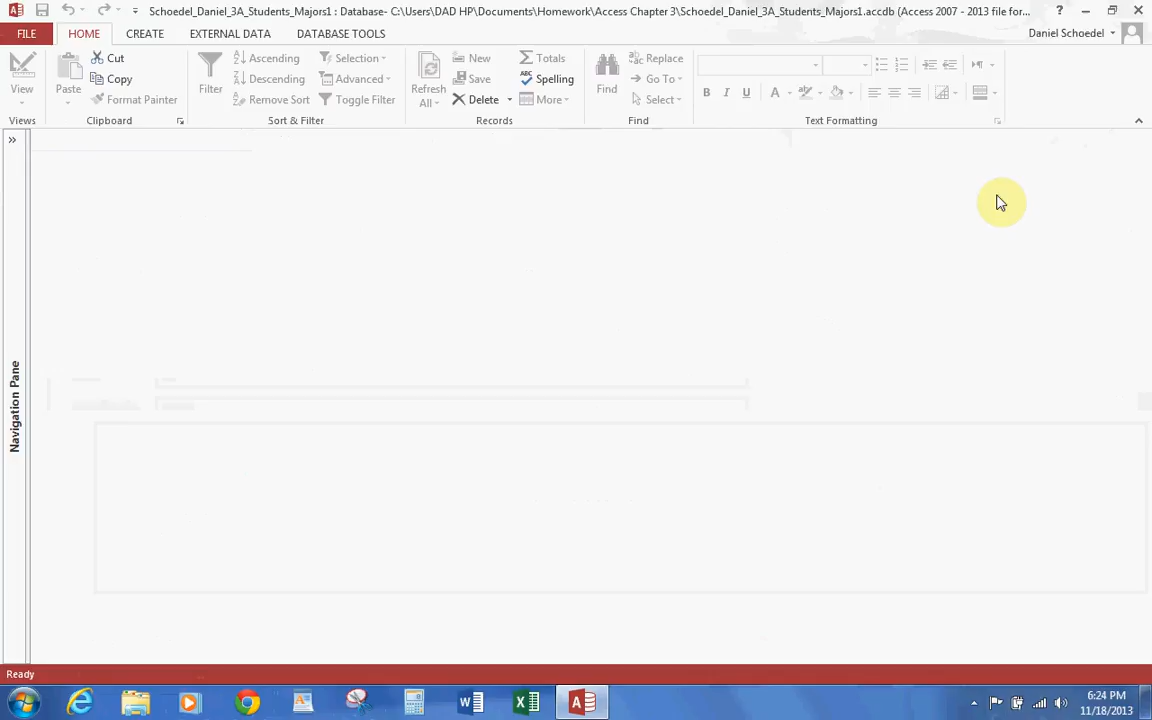 Schoedel_Daniel_3A_Students_Majors1 : Database- C:\Users\DAD HP\Documents\Homework\Access Chapter 3\Schoedel_Daniel_3A_Students_Majors1.accdb (Access 2007 - 2013 file for...
FILE HOME CREATE EXTERNAL DATA DATABASE TOOLS Daniel Schoedel
View
Views
Paste
Cut
Copy
Format Painter
Clipboard
Filter
Ascending
Descending
Remove Sort
Selection
Advanced
Toggle Filter
Sort & Filter
Refresh
All
New
Save
Delete
Totals
Spelling
More
Records
Find
Replace
Go To
Select
Find
B I U A
Text Formatting
Navigation Pane
Ready
6:24 PM
11/18/2013